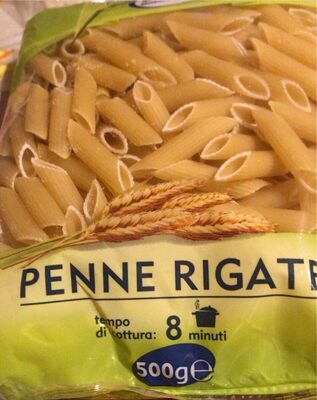 PENNE RIGATE
tempo
di cottura: 8 minuti
500g℮